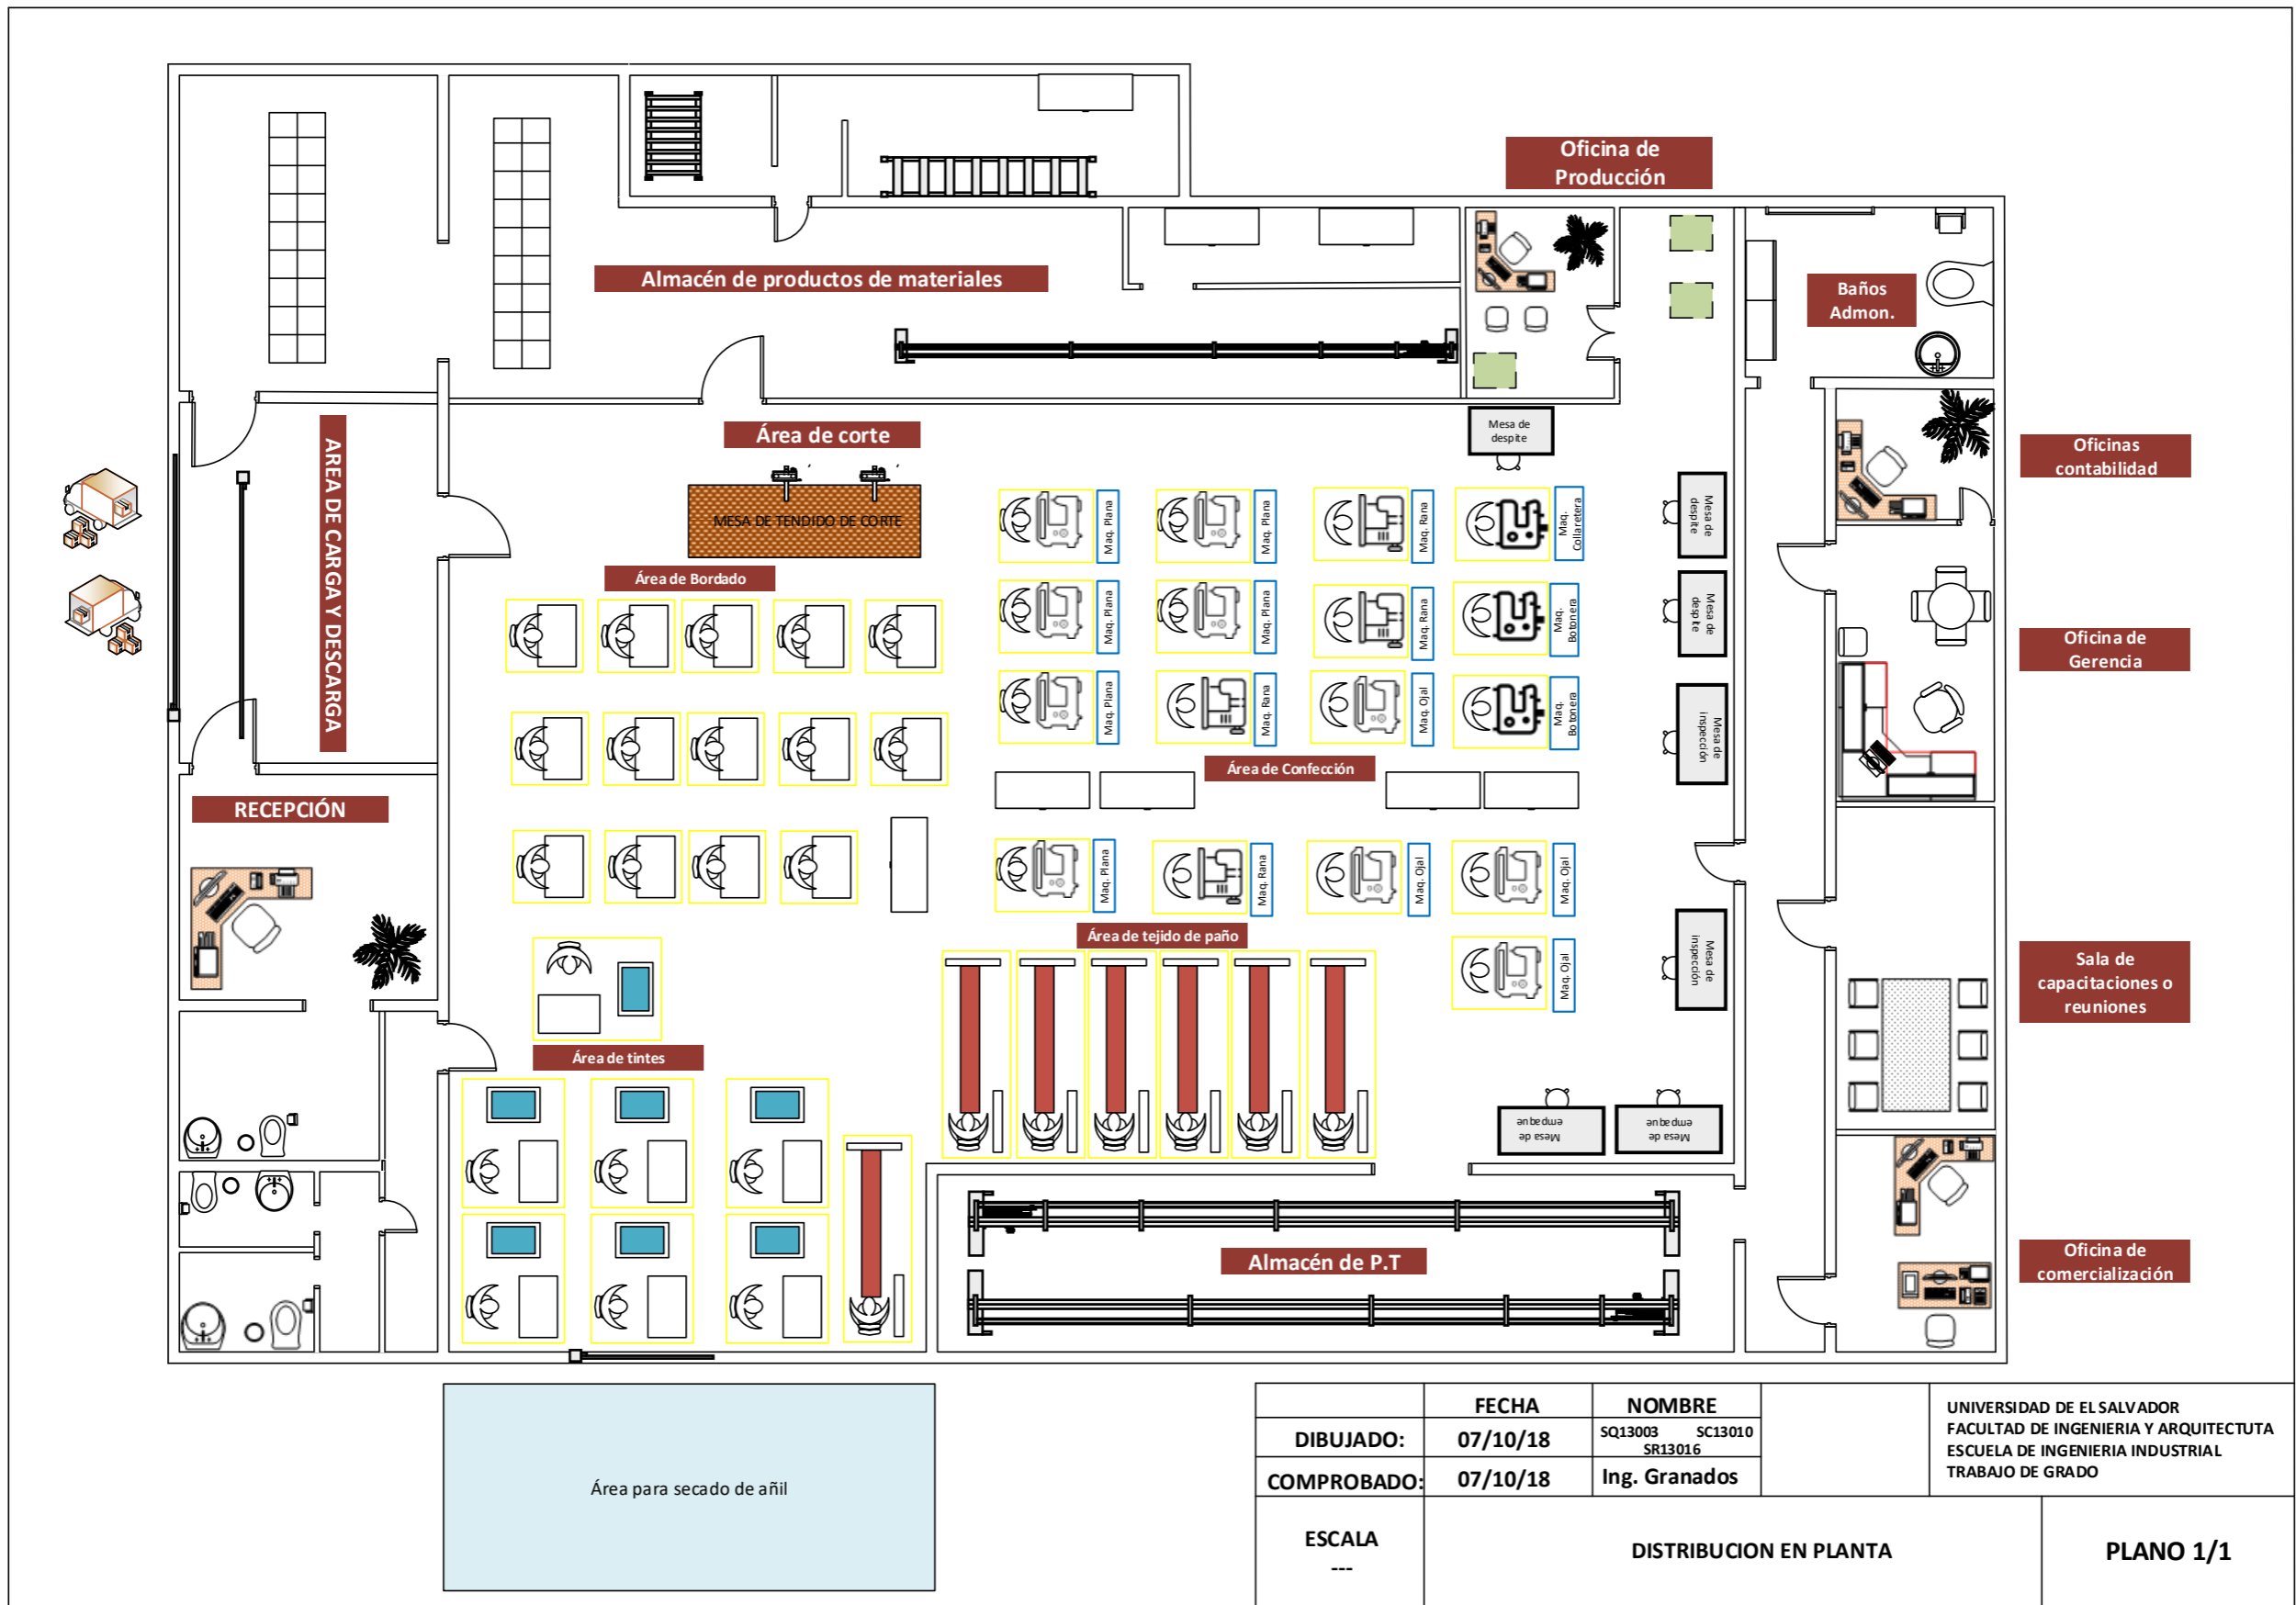 Oficina de
Producción
Almacén de productos de materiales
Baños
Admon.
AREA DE CARGA Y DESCARGA
Área de corte
Mesa de
despite
Oficinas
contabilidad
MESA DE TENDIDO DE CORTE
Maq. Plana
Maq. Plana
Maq. Rana
Maq.
Collaretera
Mesa de
despite
Área de Bordado
Maq. Plana
Maq. Plana
Maq. Rana
Maq.
Botonera
Mesa de
despite
Oficina de
Gerencia
Maq. Plana
Maq. Rana
Maq. Ojal
Maq.
Botonera
Mesa de
inspección
Área de Confección
RECEPCIÓN
Maq. Plana
Maq. Rana
Maq. Ojal
Maq. Ojal
Área de tejido de paño
Maq. Ojal
Mesa de
inspección
Sala de
capacitaciones o
reuniones
Área de tintes
Mesa de
empaque
Mesa de
empaque
Almacén de P.T
Oficina de
comercialización
Área para secado de añil
FECHA
NOMBRE
DIBUJADO:
07/10/18
SQ13003 SC13010
SR13016
COMPROBADO:
07/10/18
Ing. Granados
UNIVERSIDAD DE EL SALVADOR
FACULTAD DE INGENIERIA Y ARQUITECTUTA
ESCUELA DE INGENIERIA INDUSTRIAL
TRABAJO DE GRADO
ESCALA
---
DISTRIBUCION EN PLANTA
PLANO 1/1